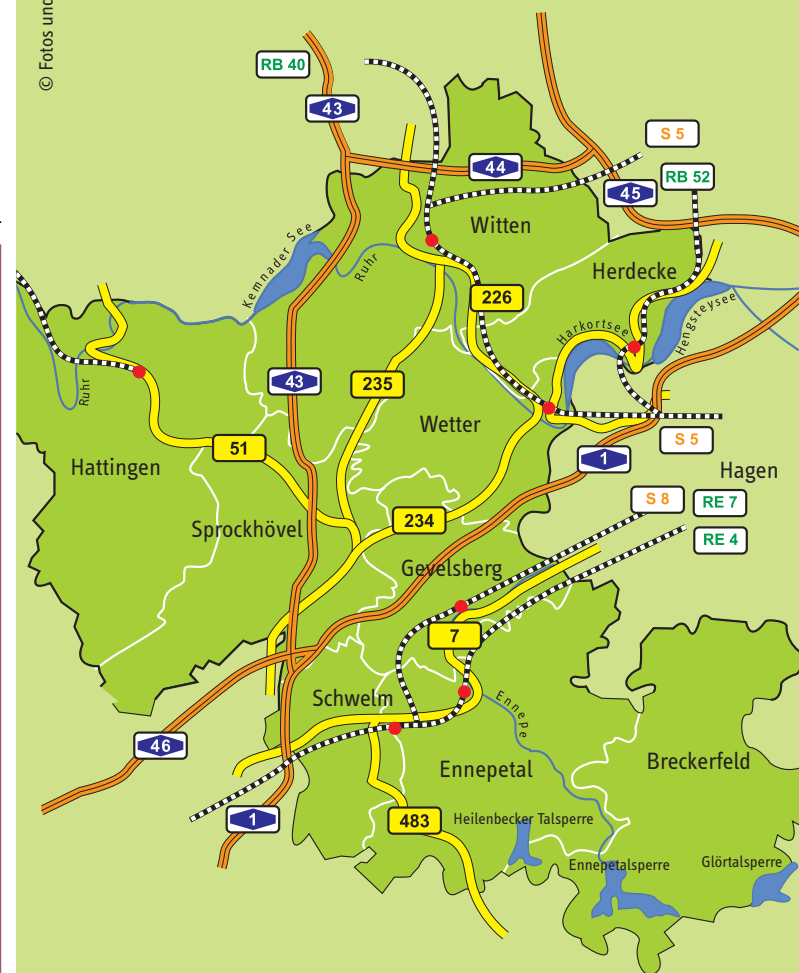 © Fotos und
RB 40
43
S 5
44
45
RB 52
Witten
Kemnader See
Ruhr
Herdecke
226
Harkortsee
Hengsteysee
Ruhr
43
235
Wetter
51
S 5
Hattingen
1
Hagen
S 8
RE 7
234
Sprockhövel
RE 4
Gevelsberg
7
Schwelm
Ennepe
46
Ennepetal
Breckerfeld
1
483
Heilenbecker Talsperre
Ennepetalsperre
Glörtalsperre